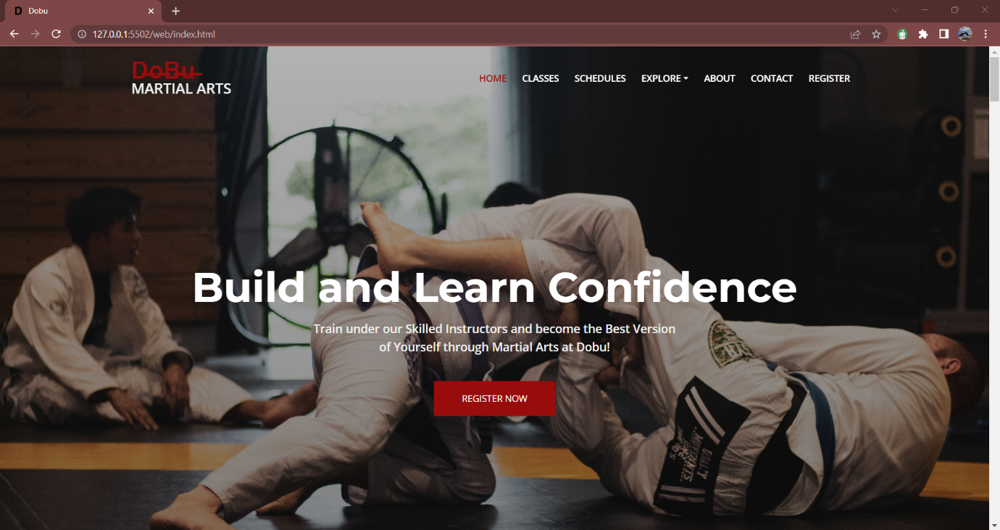 D Dobu
127.0.0.1:5502/web/index.html
DoBu
MARTIAL ARTS
HOME CLASSES SCHEDULES EXPLORE ABOUT CONTACT REGISTER
Build and Learn Confidence
Train under our Skilled Instructors and become the Best Version
of Yourself through Martial Arts at Dobu!
REGISTER NOW